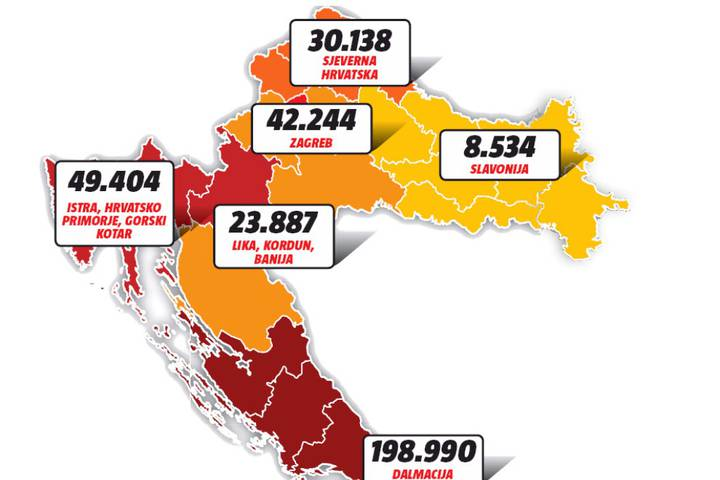 30.138
SJEVERNA
HRVATSKA
42.244
ZAGREB
8.534
SLAVONIJA
49.404
ISTRA, HRVATSKO
PRIMORJE, GORSKI
KOTAR
23.887
LIKA, KORDUN,
BANIJA
198.990
DALMACIJA